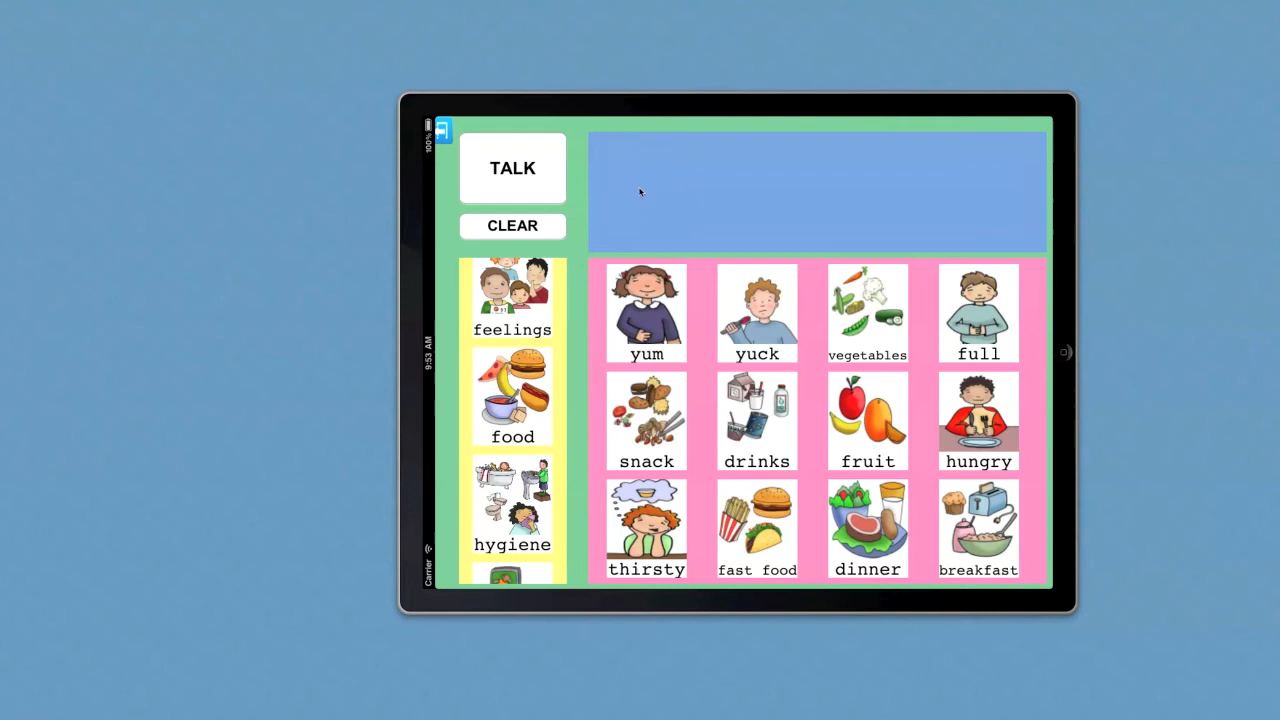 100%
9:53 AM
Carrier
TALK
CLEAR
feelings
food
hygiene
yum
yuck
vegetables
full
snack
drinks
fruit
hungry
thirsty
fast food
dinner
breakfast